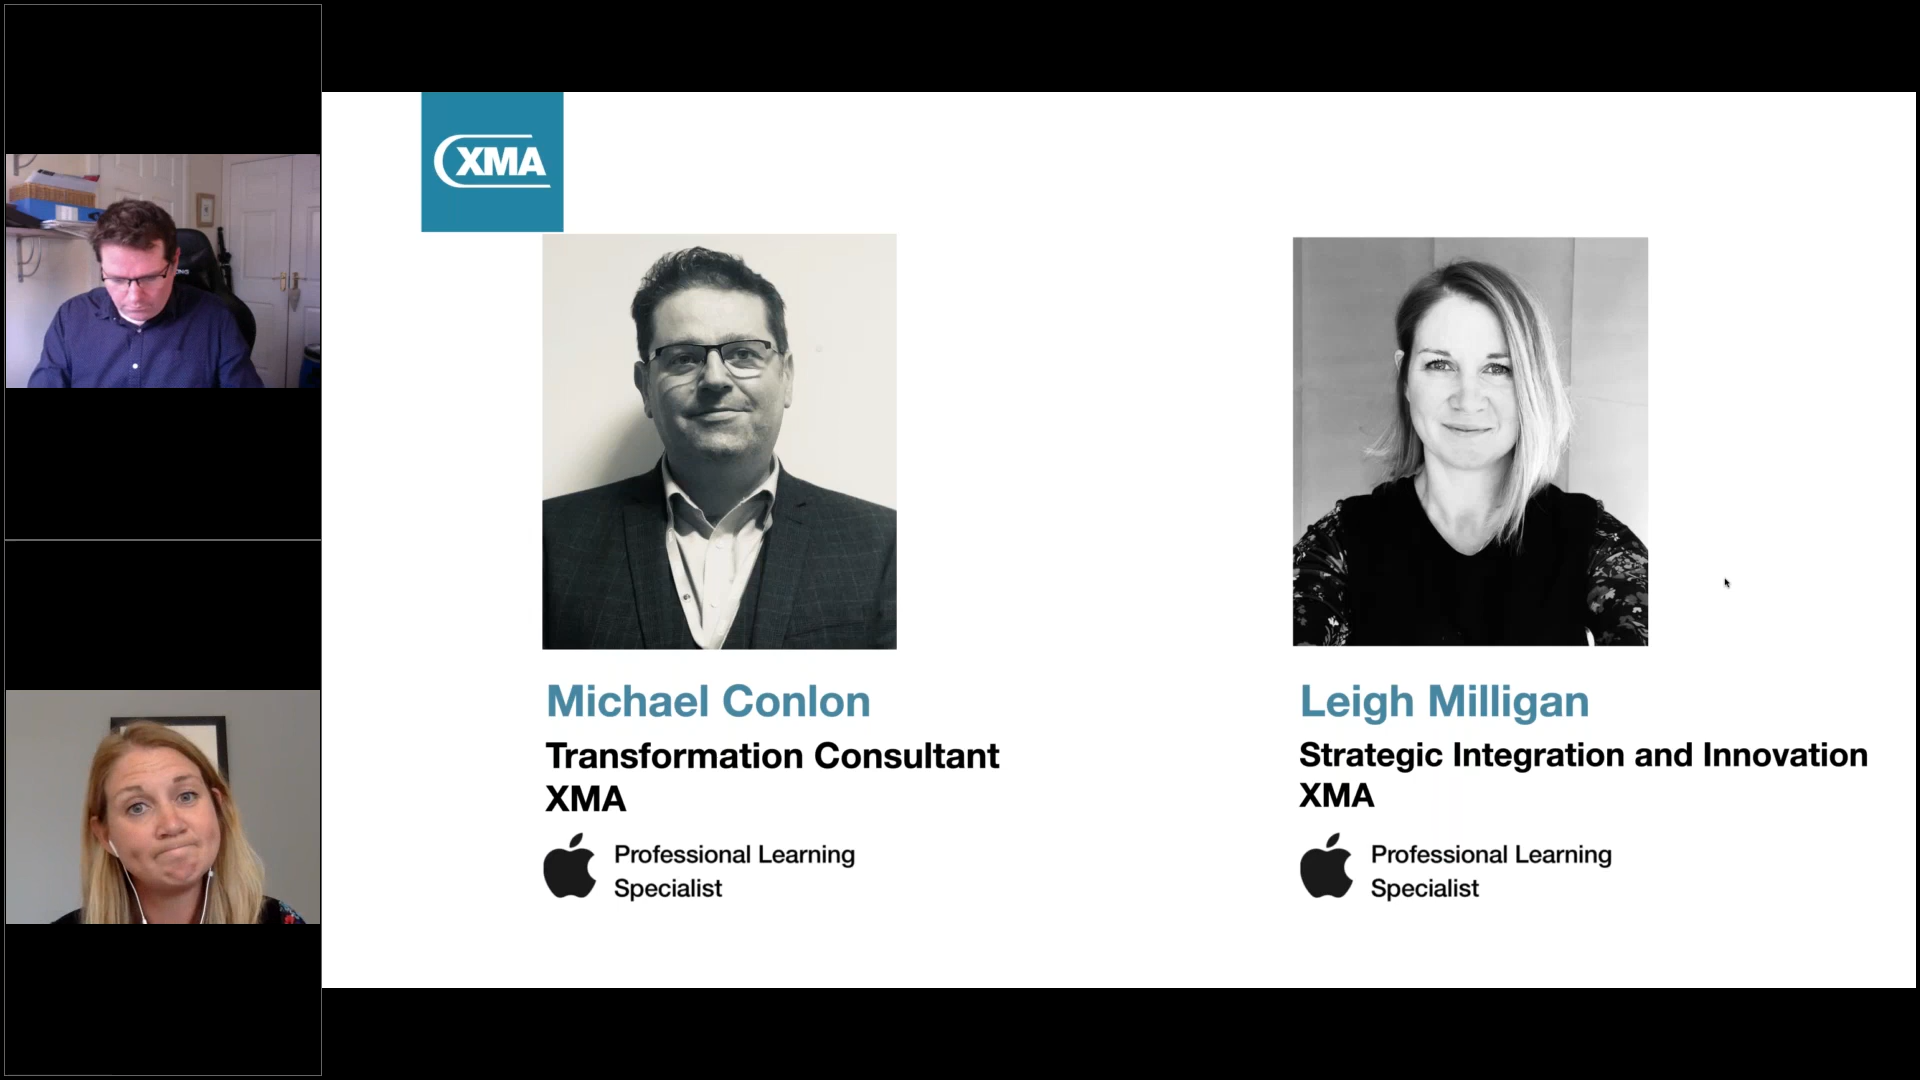 XMA
Michael Conlon
Transformation Consultant
XMA
Professional Learning
Specialist
Leigh Milligan
Strategic Integration and Innovation
XMA
Professional Learning
Specialist